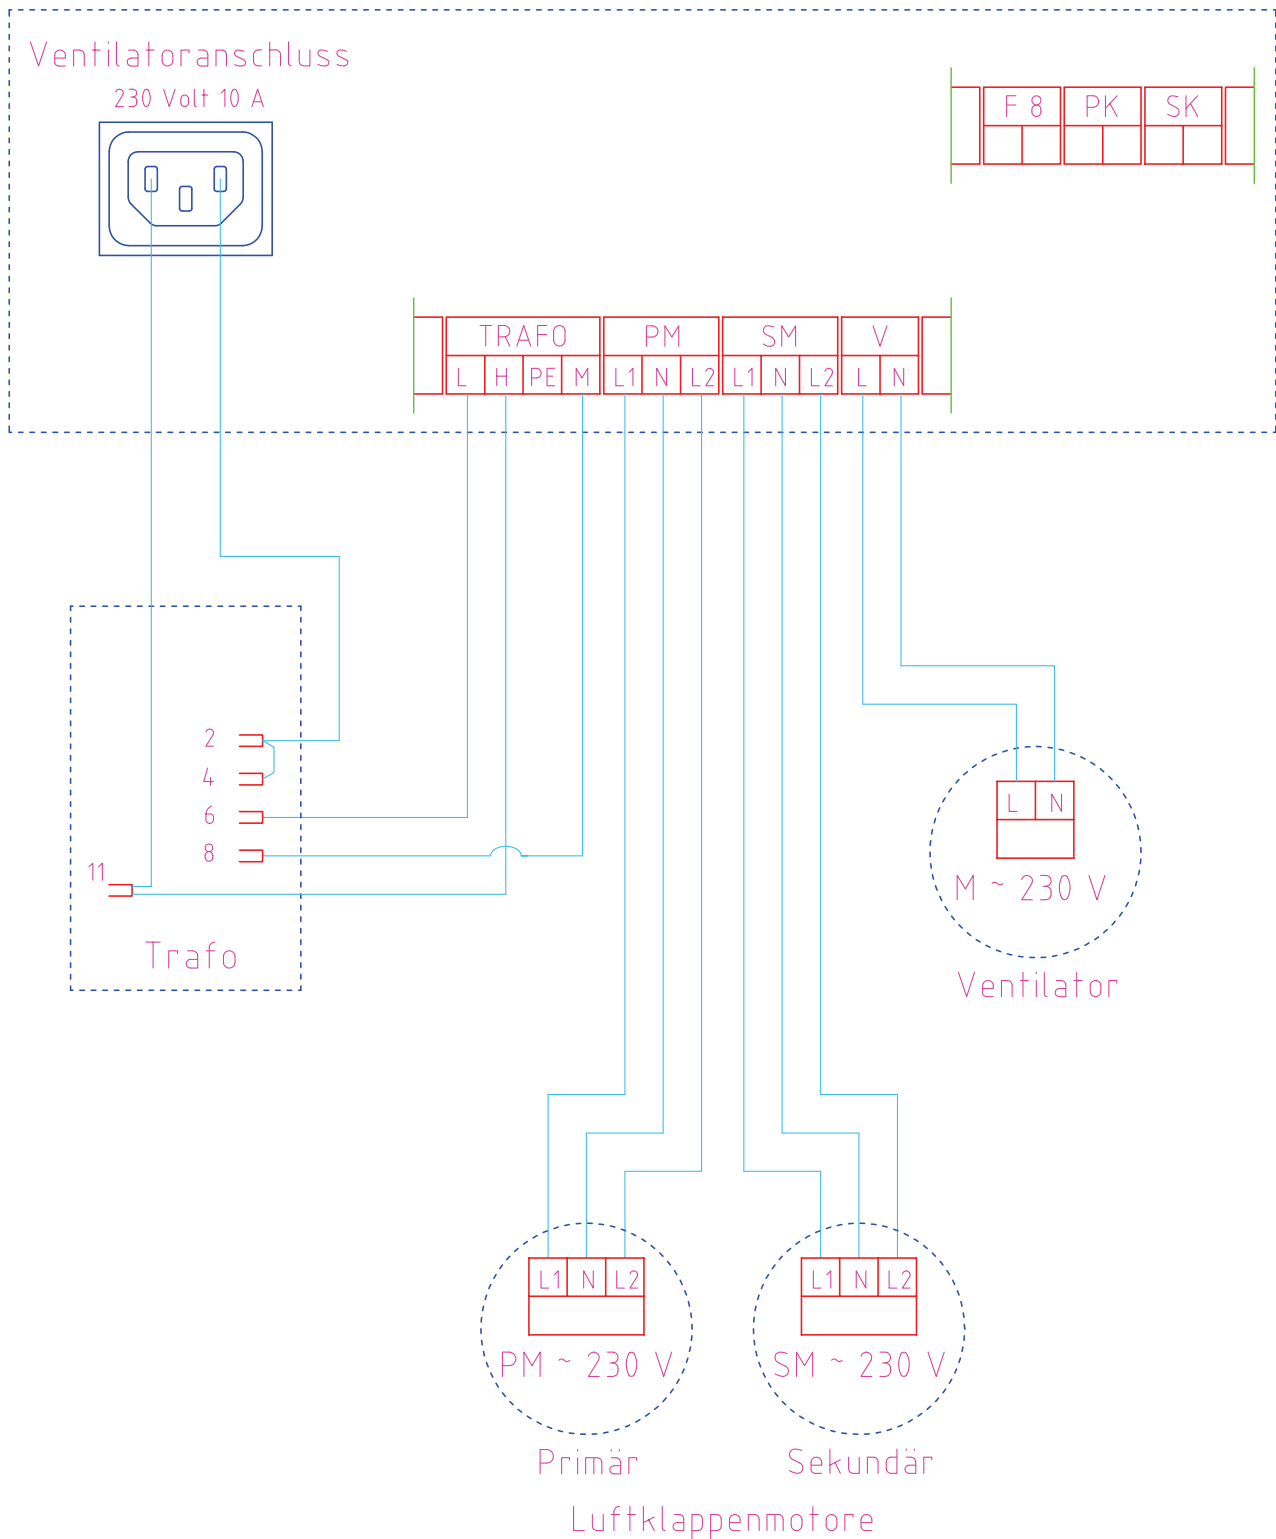 Ventilatoranschluss
230 Volt 10 A
F 8 PK SK
TRAFO PM SM V
L H PE M L1 N L2 L1 N L2 L N
2
4
6
8
11
Trafo
L N
M ~ 230 V
Ventilator
L1 N L2 L1 N L2
PM ~ 230 V SM ~ 230 V
Primär Sekundär
Luftklappenmotore